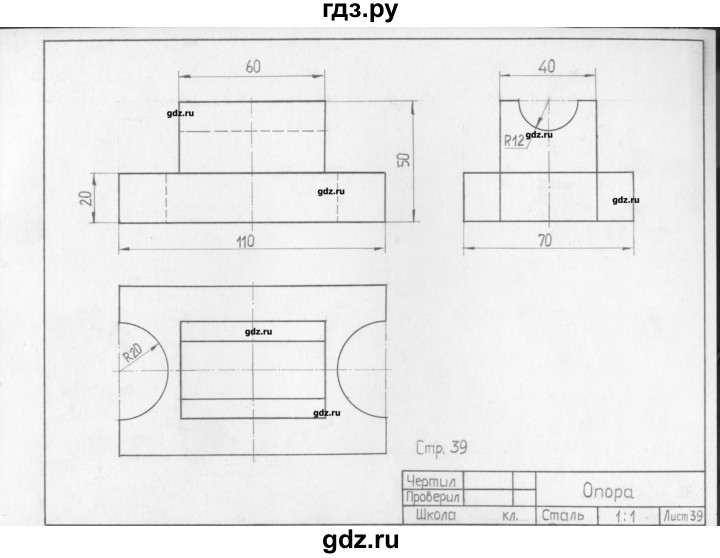 гдз.ру
60
40
gdz.ru
R12
gdz.ru
50
20
gdz.ru
gdz.ru
110
70
gdz.ru
R20
gdz.ru
Стр. 39
Чертил
Проверил
Опора
Школа кл. Сталь 1:1 Лист 39
gdz.ru